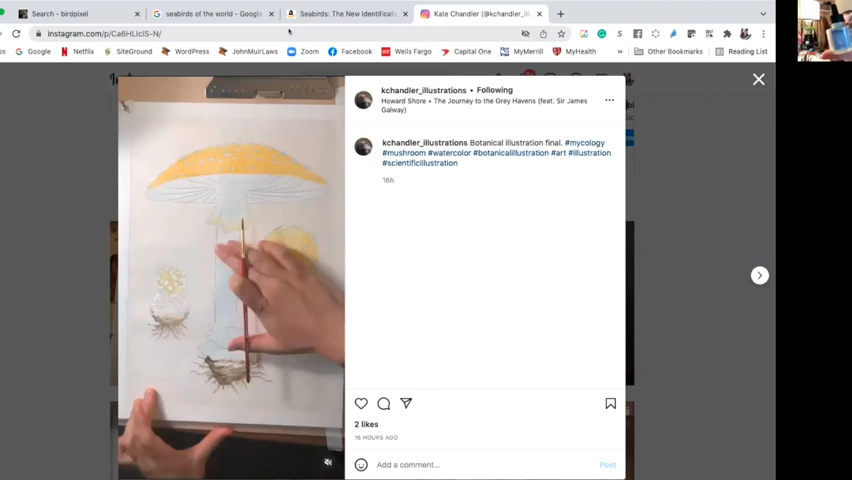 Search - birdpixel
seabirds of the world - Google
Seabirds: The New Identificati
Kate Chandler (@kchandler_ill
instagram.com/p/Ca6HLIcIS-N/
Google
Netflix
SiteGround
WordPress
JohnMuirLaws
Zoom
Facebook
Wells Fargo
Capital One
MyMerrill
MyHealth
Reading List
kchandler_illustrations • Following
Howard Shore • The Journey to the Grey Havens (feat. Sir James
Galway)
kchandler_illustrations Botanical illustration final. #mycology
#mushroom #watercolor #botanicalillustration #art #illustration
#scientificillustration
16h
2 likes
16 HOURS AGO
Add a comment...
Post